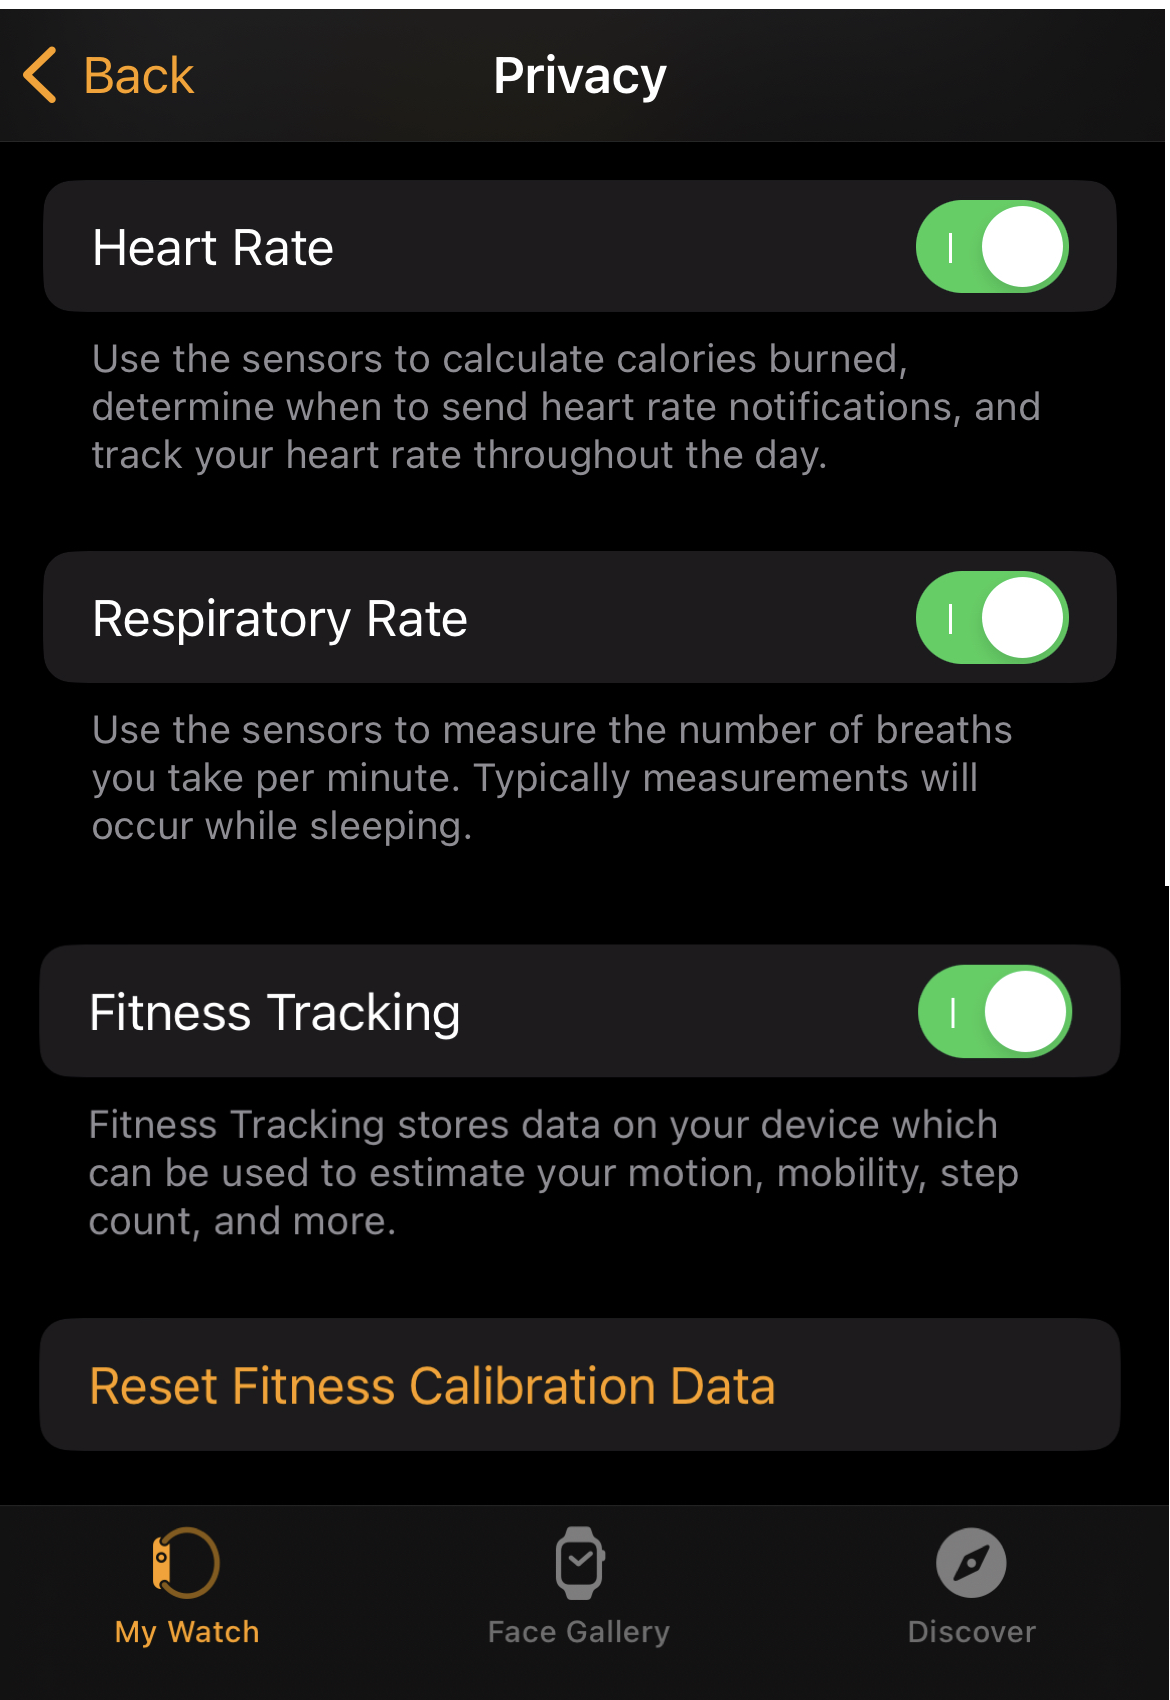 Back
Privacy
Heart Rate
Use the sensors to calculate calories burned,
determine when to send heart rate notifications, and
track your heart rate throughout the day.
Respiratory Rate
Use the sensors to measure the number of breaths
you take per minute. Typically measurements will
occur while sleeping.
Fitness Tracking
Fitness Tracking stores data on your device which
can be used to estimate your motion, mobility, step
count, and more.
Reset Fitness Calibration Data
My Watch
Face Gallery
Discover